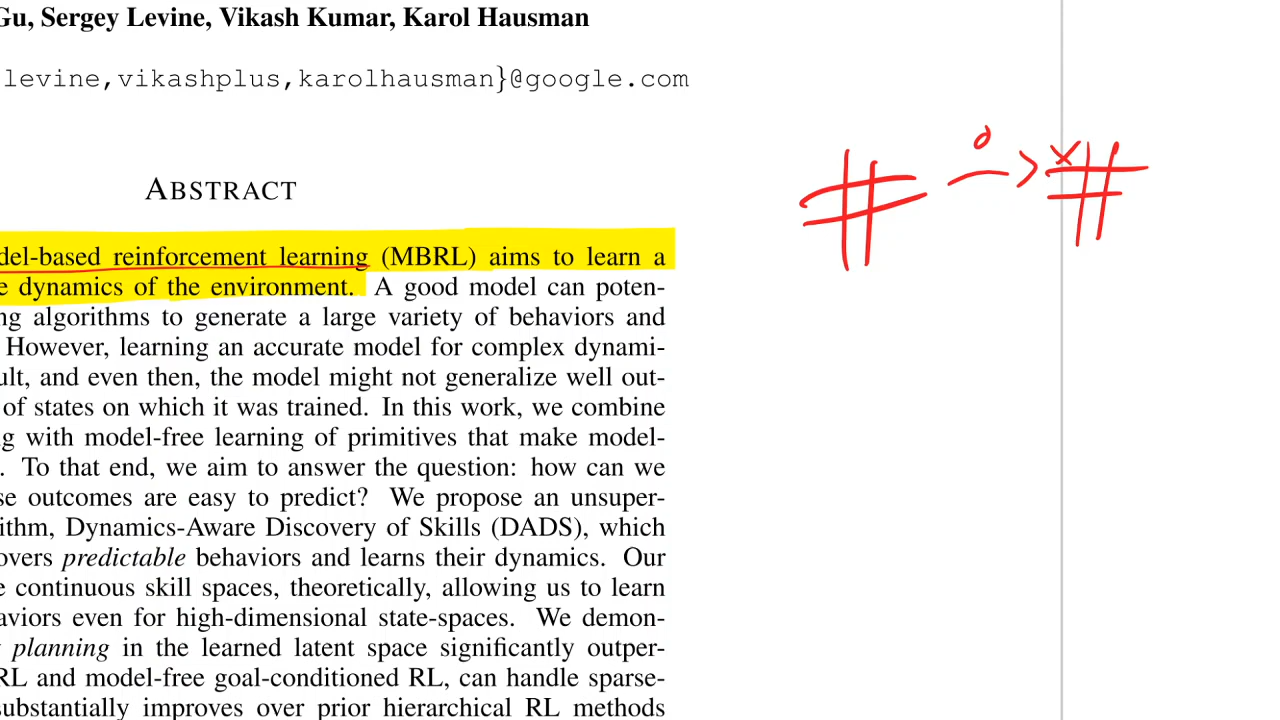 Gu, Sergey Levine, Vikash Kumar, Karol Hausman
levine,vikashplus,karolhausman}@google.com
ABSTRACT
del-based reinforcement learning (MBRL) aims to learn a
e dynamics of the environment. A good model can poten-
ng algorithms to generate a large variety of behaviors and
However, learning an accurate model for complex dynami-
ult, and even then, the model might not generalize well out-
of states on which it was trained. In this work, we combine
ng with model-free learning of primitives that make model-
. To that end, we aim to answer the question: how can we
se outcomes are easy to predict? We propose an unsuper-
ithm, Dynamics-Aware Discovery of Skills (DADS), which
overs predictable behaviors and learns their dynamics. Our
e continuous skill spaces, theoretically, allowing us to learn
aviors even for high-dimensional state-spaces. We demon-
planning in the learned latent space significantly outper-
RL and model-free goal-conditioned RL, can handle sparse-
substantially improves over prior hierarchical RL methods